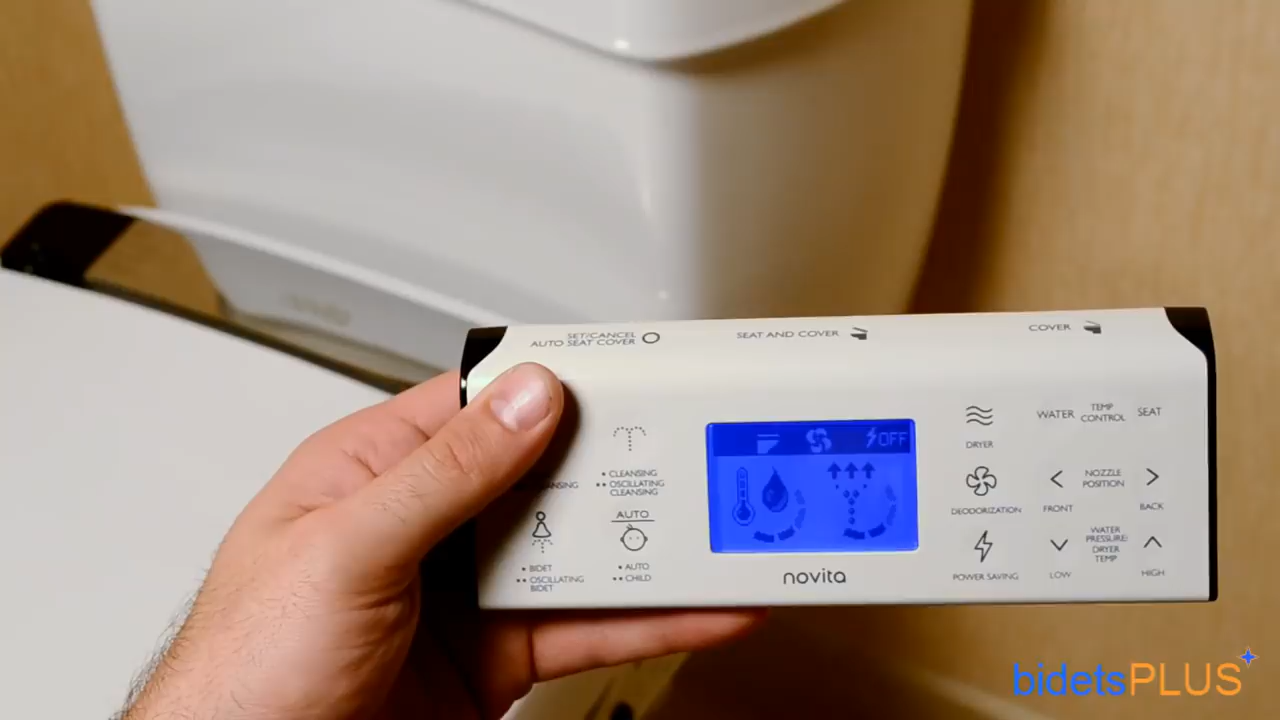 SET/CANCEL
AUTO SEAT COVER
SEAT AND COVER
COVER
CLEANSING
OSCILLATING
CLEANSING
AUTO
BIDET
OSCILLATING
BIDET
AUTO
CHILD
OFF
novita
DRYER
DEODORIZATION
POWER SAVING
WATER
TEMP
CONTROL
SEAT
NOZZLE
POSITION
FRONT
BACK
WATER
PRESSURE/
DRYER
TEMP
LOW
HIGH
bidetsPLUS